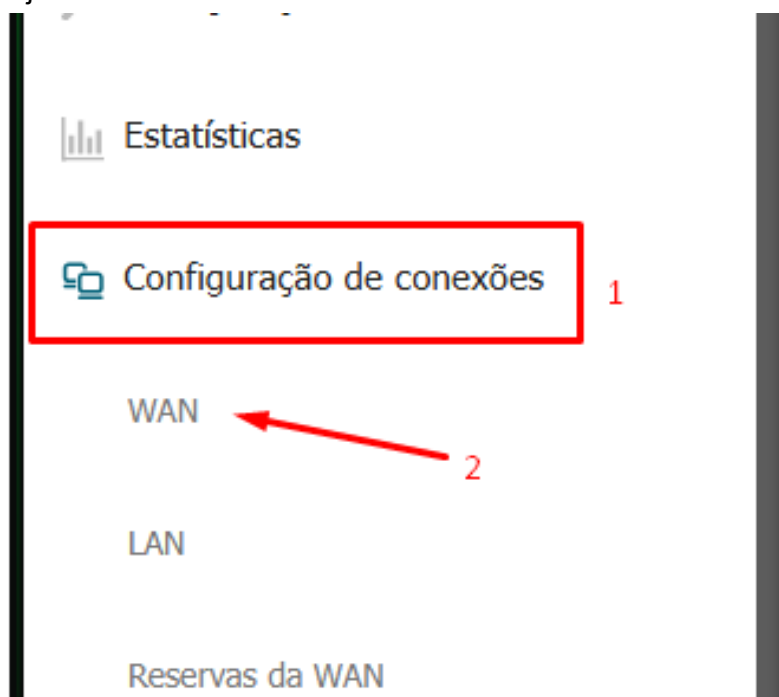 Estatísticas
Configuração de conexões
1
WAN
2
LAN
Reservas da WAN